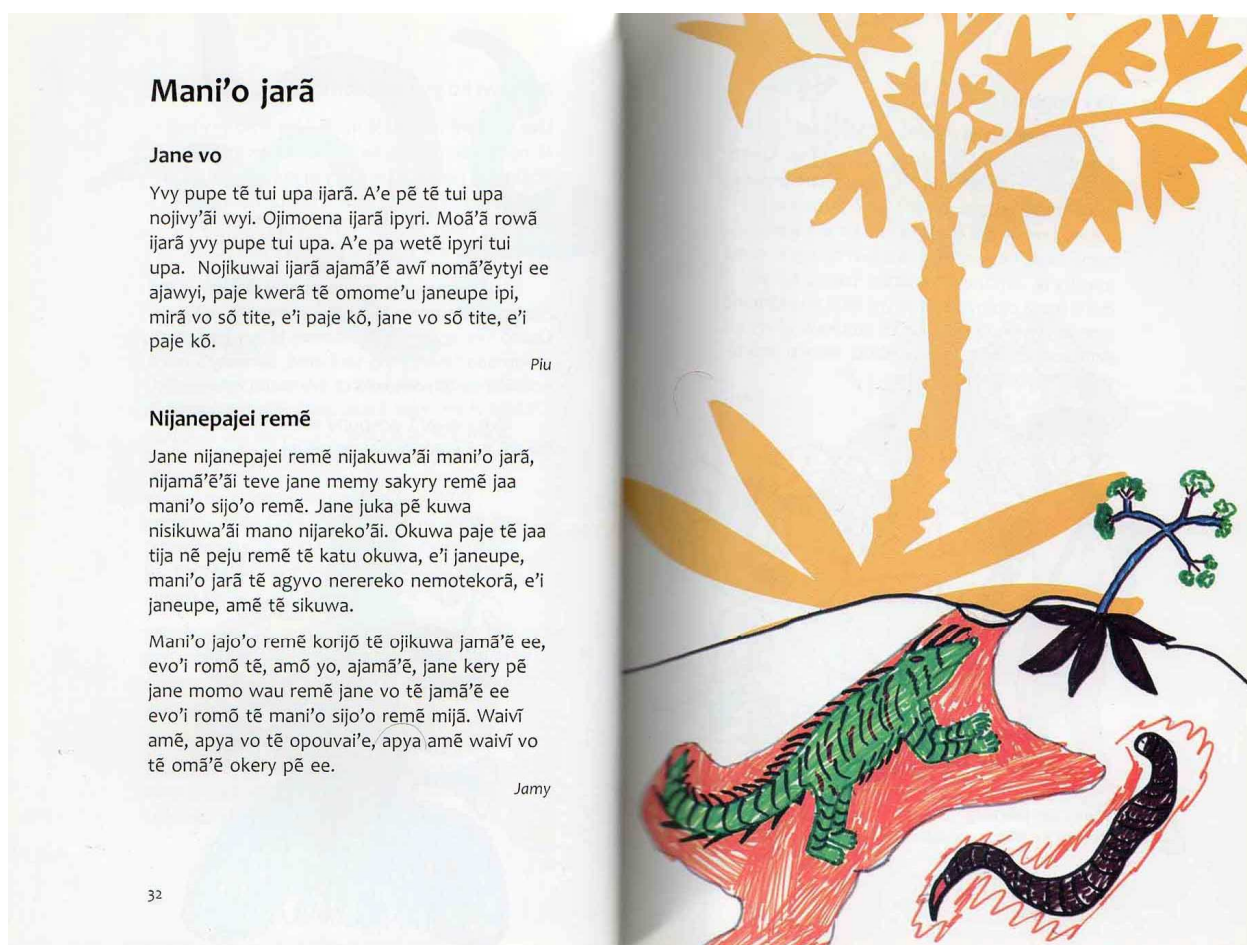 Mani'o jarã
Jane vo
Yvy pupe tẽ tui upa ijarã. A'e pẽ tẽ tui upa
nojivy'ãi wyi. Ojimoena ijarã ipyri. Moã'ã rowã
ijarã yvy pupe tui upa. A'e pa wetẽ ipyri tui
upa. Nojikuwai ijarã ajamã'ẽ awĩ nomã'ẽytyi ee
ajawyi, paje kwerã tẽ omome'u janeupe ipi,
mirã vo sõ tite, e'i paje kõ, jane vo sõ tite, e'i
paje kõ.
Piu
Nijanepajei remẽ
Jane nijanepajei remẽ nijakuwa'ãi mani'o jarã,
nijamã'ẽ'ãi teve jane memy sakyry remẽ jaa
mani'o sijo'o remẽ. Jane juka pẽ kuwa
nisikuwa'ãi mano nijareko'ãi. Okuwa paje tẽ jaa
tija nẽ peju remẽ tẽ katu okuwa, e'i janeupe,
mani'o jarã tẽ agyvo nerereko nemotekorã, e'i
janeupe, amẽ tẽ sikuwa.
Mani'o jajo'o remẽ korijõ tẽ ojikuwa jamã'ẽ ee,
evo'i romõ tẽ, amõ yo, ajamã'ẽ, jane kery pẽ
jane momo wau remẽ jane vo tẽ jamã'ẽ ee
evo'i romõ tẽ mani'o sijo'o remẽ mijã. Waivĩ
amẽ, apya vo tẽ opouvai'e, apya amẽ waivĩ vo
tẽ omã'ẽ okery pẽ ee.
Jamy
32